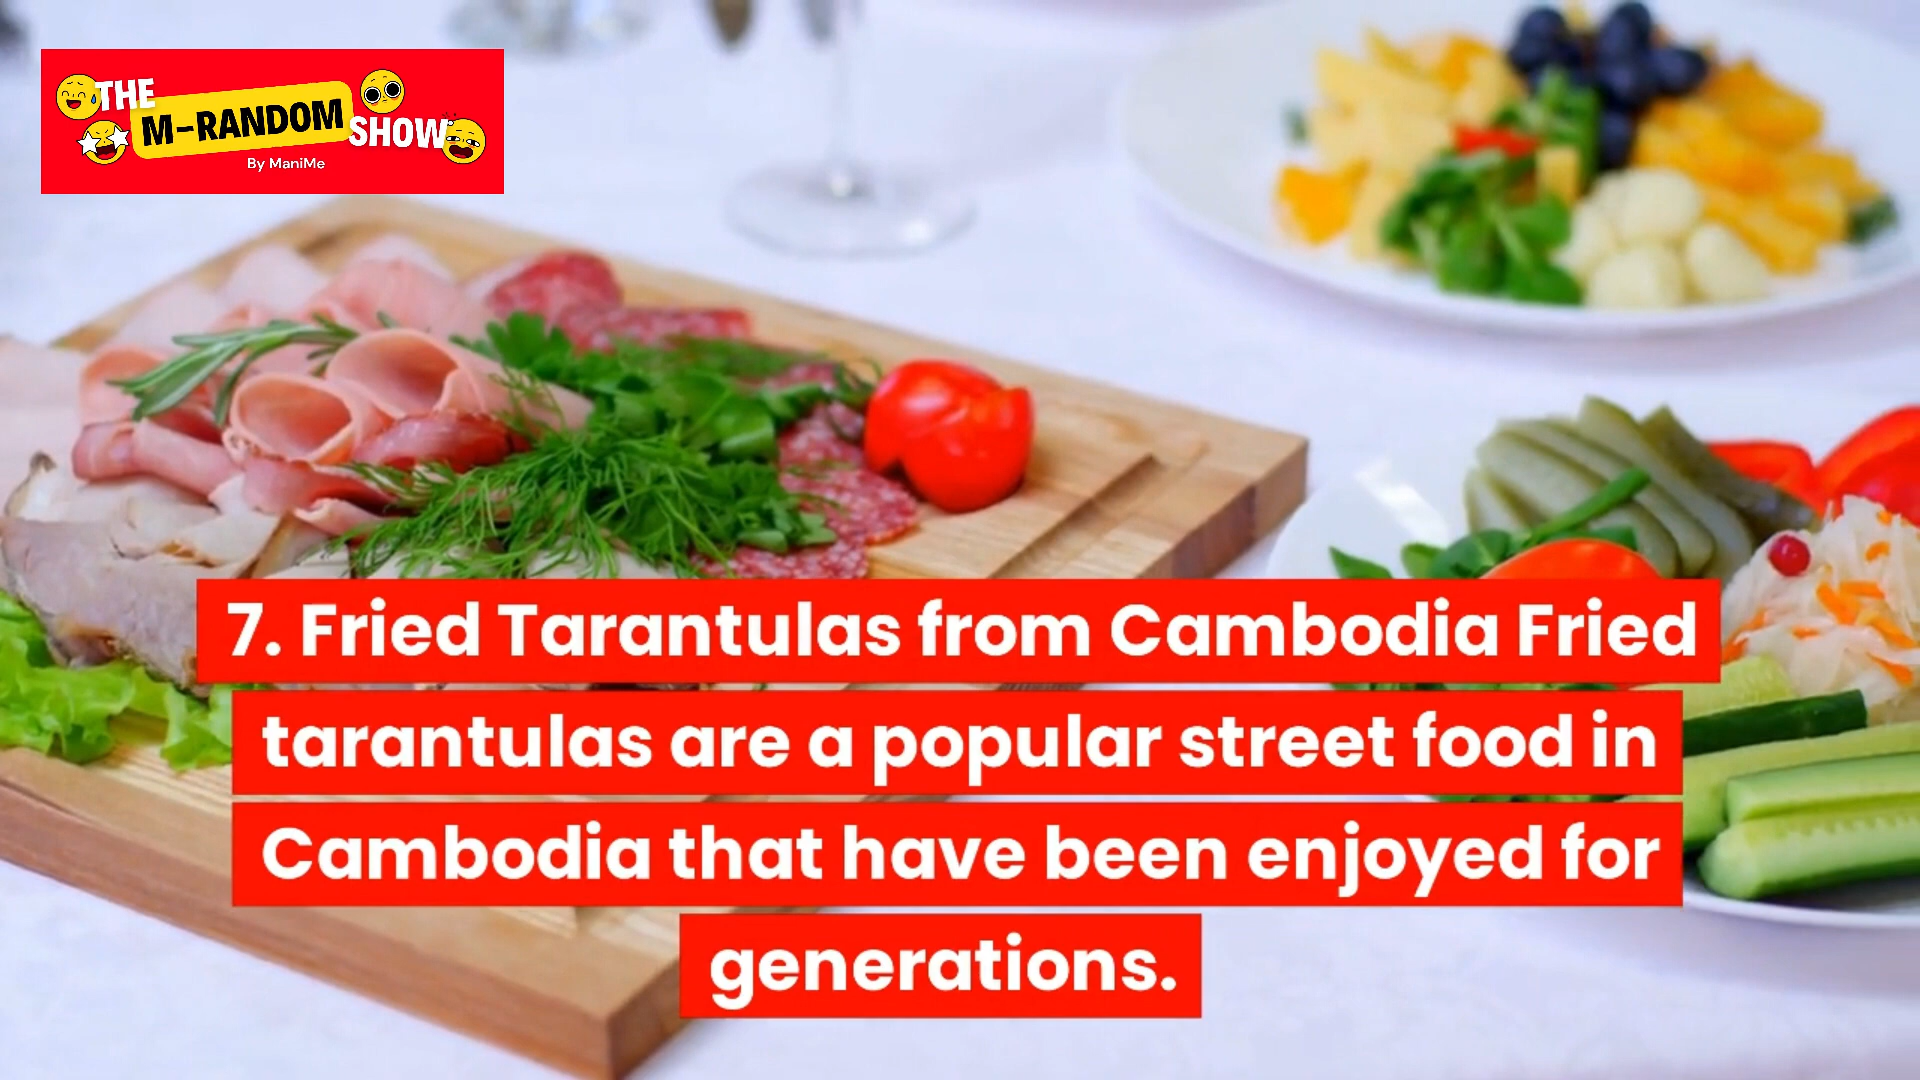 THE
M-RANDOM
SHOW
By ManiMe
7. Fried Tarantulas from Cambodia Fried
tarantulas are a popular street food in
Cambodia that have been enjoyed for
generations.